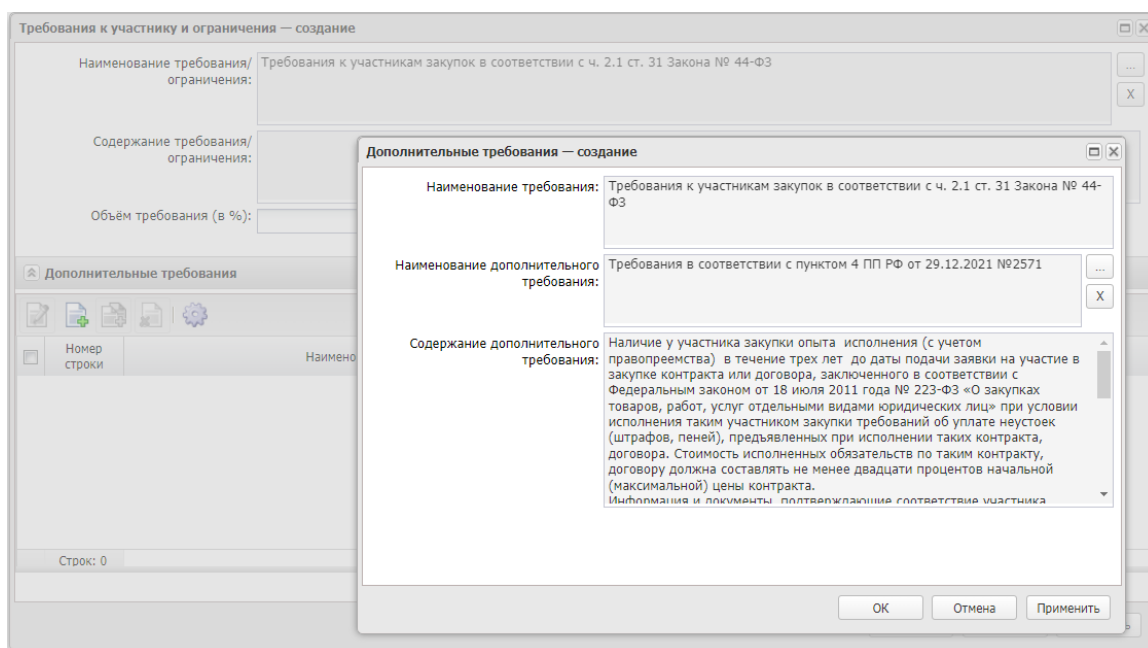 Требования к участнику и ограничения — создание
Наименование требования/
ограничения:
Требования к участникам закупок в соответствии с ч. 2.1 ст. 31 Закона № 44-ФЗ
...
X
Содержание требования/
ограничения:
Объём требования (в %):
Дополнительные требования
Номер
строки
Наимено
Строк: 0
Дополнительные требования — создание
Наименование требования:
Требования к участникам закупок в соответствии с ч. 2.1 ст. 31 Закона № 44-
ФЗ
Наименование дополнительного
требования:
Требования в соответствии с пунктом 4 ПП РФ от 29.12.2021 №2571
...
X
Содержание дополнительного
требования:
Наличие у участника закупки опыта исполнения (с учетом
правопреемства) в течение трех лет до даты подачи заявки на участие в
закупке контракта или договора, заключенного в соответствии с
Федеральным законом от 18 июля 2011 года № 223-ФЗ «О закупках
товаров, работ, услуг отдельными видами юридических лиц» при условии
исполнения таким участником закупки требований об уплате неустоек
(штрафов, пеней), предъявленных при исполнении таких контракта,
договора. Стоимость исполненных обязательств по таким контракту,
договору должна составлять не менее двадцати процентов начальной
(максимальной) цены контракта.
Информация и документы, подтверждающие соответствие участника
ОК
Отмена
Применить